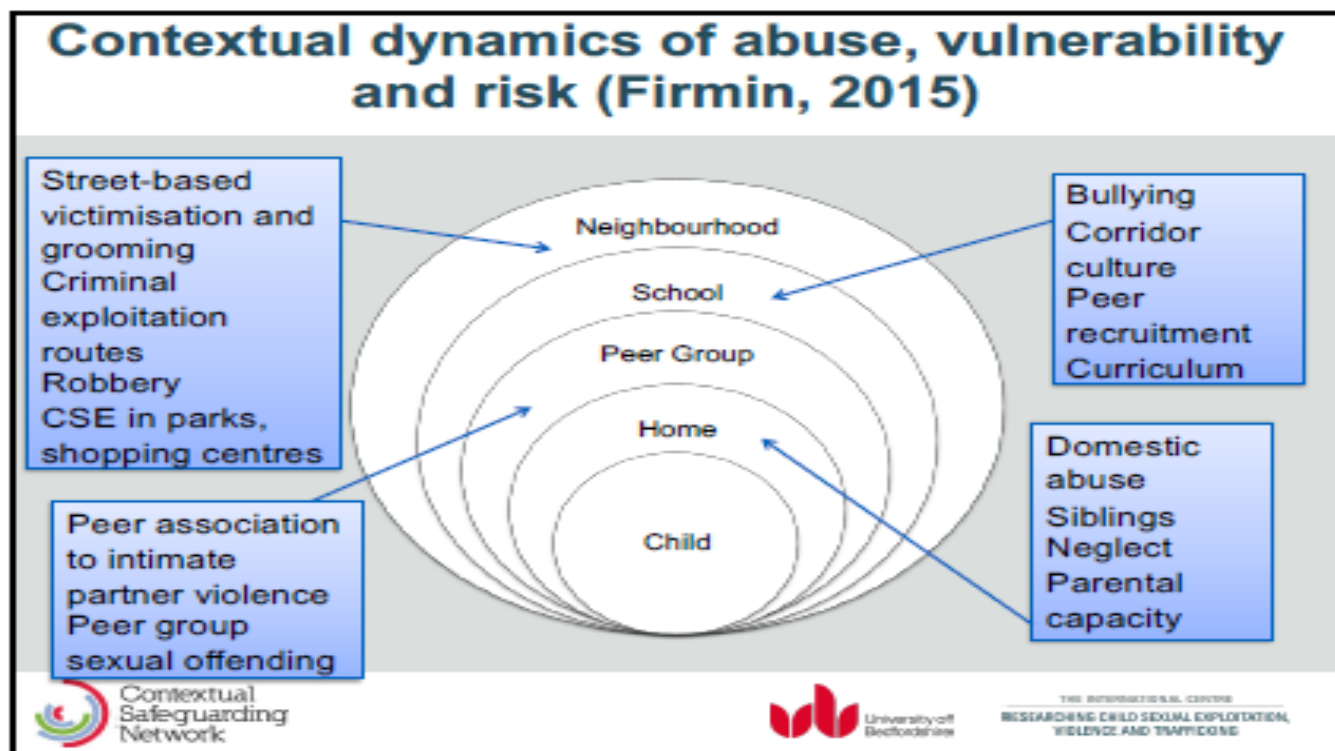 Contextual dynamics of abuse, vulnerability
and risk (Firmin, 2015)
Street-based
victimisation and
grooming
Criminal
exploitation
routes
Robbery
CSE in parks,
shopping centres
Peer association
to intimate
partner violence
Peer group
sexual offending
Neighbourhood
School
Peer Group
Home
Child
Bullying
Corridor
culture
Peer
recruitment
Curriculum
Domestic
abuse
Siblings
Neglect
Parental
capacity
Contextual
Safeguarding
Network
University of
Bedfordshire
THE INTERNATIONAL CENTRE
RESEARCHING CHILD SEXUAL EXPLOITATION,
VIOLENCE AND TRAFFICKING